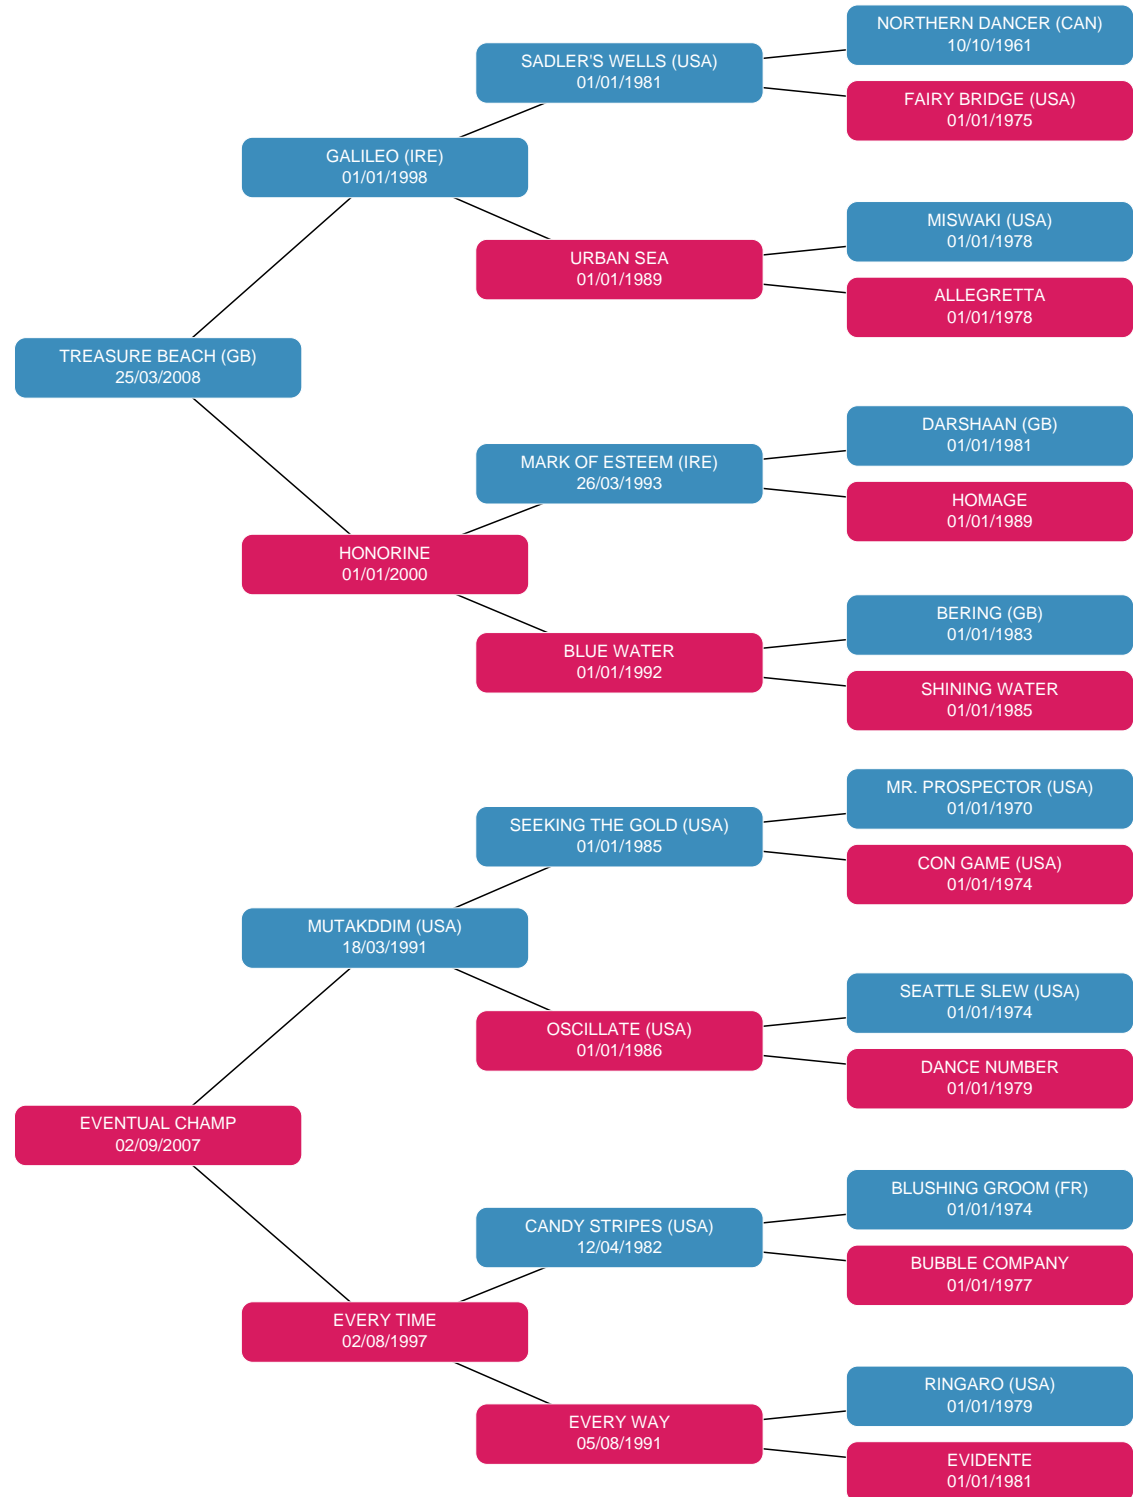 NORTHERN DANCER (CAN)
10/10/1961
SADLER'S WELLS (USA)
01/01/1981
FAIRY BRIDGE (USA)
01/01/1975
GALILEO (IRE)
01/01/1998
MISWAKI (USA)
01/01/1978
URBAN SEA
01/01/1989
ALLEGRETTA
01/01/1978
TREASURE BEACH (GB)
25/03/2008
DARSHAAN (GB)
01/01/1981
MARK OF ESTEEM (IRE)
26/03/1993
HOMAGE
01/01/1989
HONORINE
01/01/2000
BERING (GB)
01/01/1983
BLUE WATER
01/01/1992
SHINING WATER
01/01/1985
MR. PROSPECTOR (USA)
01/01/1970
SEEKING THE GOLD (USA)
01/01/1985
CON GAME (USA)
01/01/1974
MUTAKDDIM (USA)
18/03/1991
SEATTLE SLEW (USA)
01/01/1974
OSCILLATE (USA)
01/01/1986
DANCE NUMBER
01/01/1979
EVENTUAL CHAMP
02/09/2007
BLUSHING GROOM (FR)
01/01/1974
CANDY STRIPES (USA)
12/04/1982
BUBBLE COMPANY
01/01/1977
EVERY TIME
02/08/1997
RINGARO (USA)
01/01/1979
EVERY WAY
05/08/1991
EVIDENTE
01/01/1981